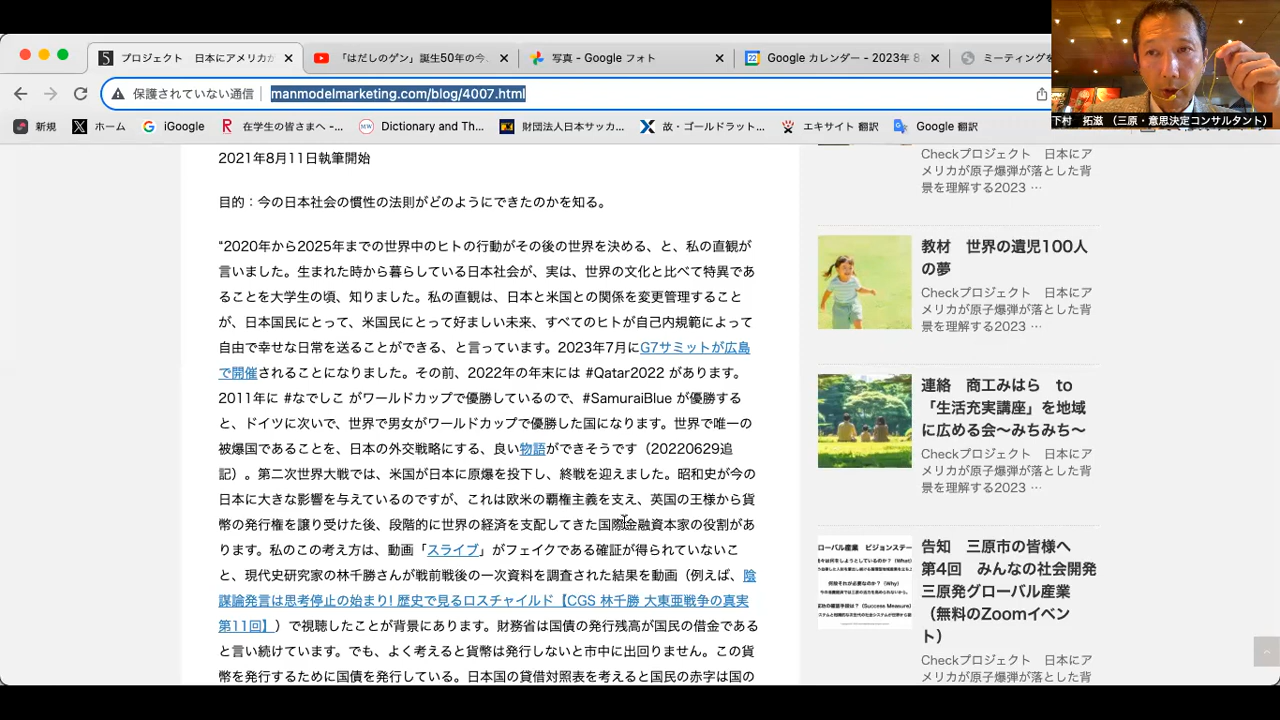 プロジェクト　日本にアメリカか
「はだしのゲン」誕生50年の今、
写真 - Google フォト
Google カレンダー - 2023年 8
ミーティングを
保護されていない通信
manmodelmarketing.com/blog/4007.html
下村　拓滋 （三原・意思決定コンサルタント）
新規
ホーム
iGoogle
在学生の皆さまへ -...
Dictionary and Th...
財団法人日本サッカ...
故・ゴールドラット...
エキサイト 翻訳
Google 翻訳
2021年8月11日執筆開始
目的：今の日本社会の慣性の法則がどのようにできたのかを知る。
“2020年から2025年までの世界中のヒトの行動がその後の世界を決める、と、私の直観が
言いました。生まれた時から暮らしている日本社会が、実は、世界の文化と比べて特異であ
ることを大学生の頃、知りました。私の直観は、日本と米国との関係を変更管理すること
が、日本国民にとって、米国民にとって好ましい未来、すべてのヒトが自己内規範によって
自由で幸せな日常を送ることができる、と言っています。2023年7月にG7サミットが広島
で開催されることになりました。その前、2022年の年末には #Qatar2022 があります。
2011年に #なでしこ がワールドカップで優勝しているので、#SamuraiBlue が優勝する
と、ドイツに次いで、世界で男女がワールドカップで優勝した国になります。世界で唯一の
被爆国であることを、日本の外交戦略にする、良い物語ができそうです（20220629追
記）。第二次世界大戦では、米国が日本に原爆を投下し、終戦を迎えました。昭和史が今の
日本に大きな影響を与えているのですが、これは欧米の覇権主義を支え、英国の王様から貨
幣の発行権を譲り受けた後、段階的に世界の経済を支配してきた国際金融資本家の役割があ
ります。私のこの考え方は、動画「スライブ」がフェイクである確証が得られていないこ
と、現代史研究家の林千勝さんが戦前戦後の一次資料を調査された結果を動画（例えば、陰
謀論発言は思考停止の始まり! 歴史で見るロスチャイルド【CGS 林千勝 大東亜戦争の真実
第11回】）で視聴したことが背景にあります。財務省は国債の発行残高が国民の借金である
と言い続けています。でも、よく考えると貨幣は発行しないと市中に出回りません。この貨
幣を発行するために国債を発行している。日本国の貸借対照表を考えると国民の赤字は国の
Checkプロジェクト　日本にア
メリカが原子爆弾が落とした背
景を理解する2023 …
教材　世界の遺児100人
の夢
Checkプロジェクト　日本にア
メリカが原子爆弾が落とした背
景を理解する2023 …
連絡　商工みはら　to
「生活充実講座」を地域
に広める会〜みちみち〜
Checkプロジェクト　日本にア
メリカが原子爆弾が落とした背
景を理解する2023 …
告知　三原市の皆様へ
第4回　みんなの社会開発
三原発グローバル産業
（無料のZoomイベン
ト）
Checkプロジェクト　日本にア
メリカが原子爆弾が落とした背
ローバル産業　ビジョンステー
何故それが必要なのか？（Why）